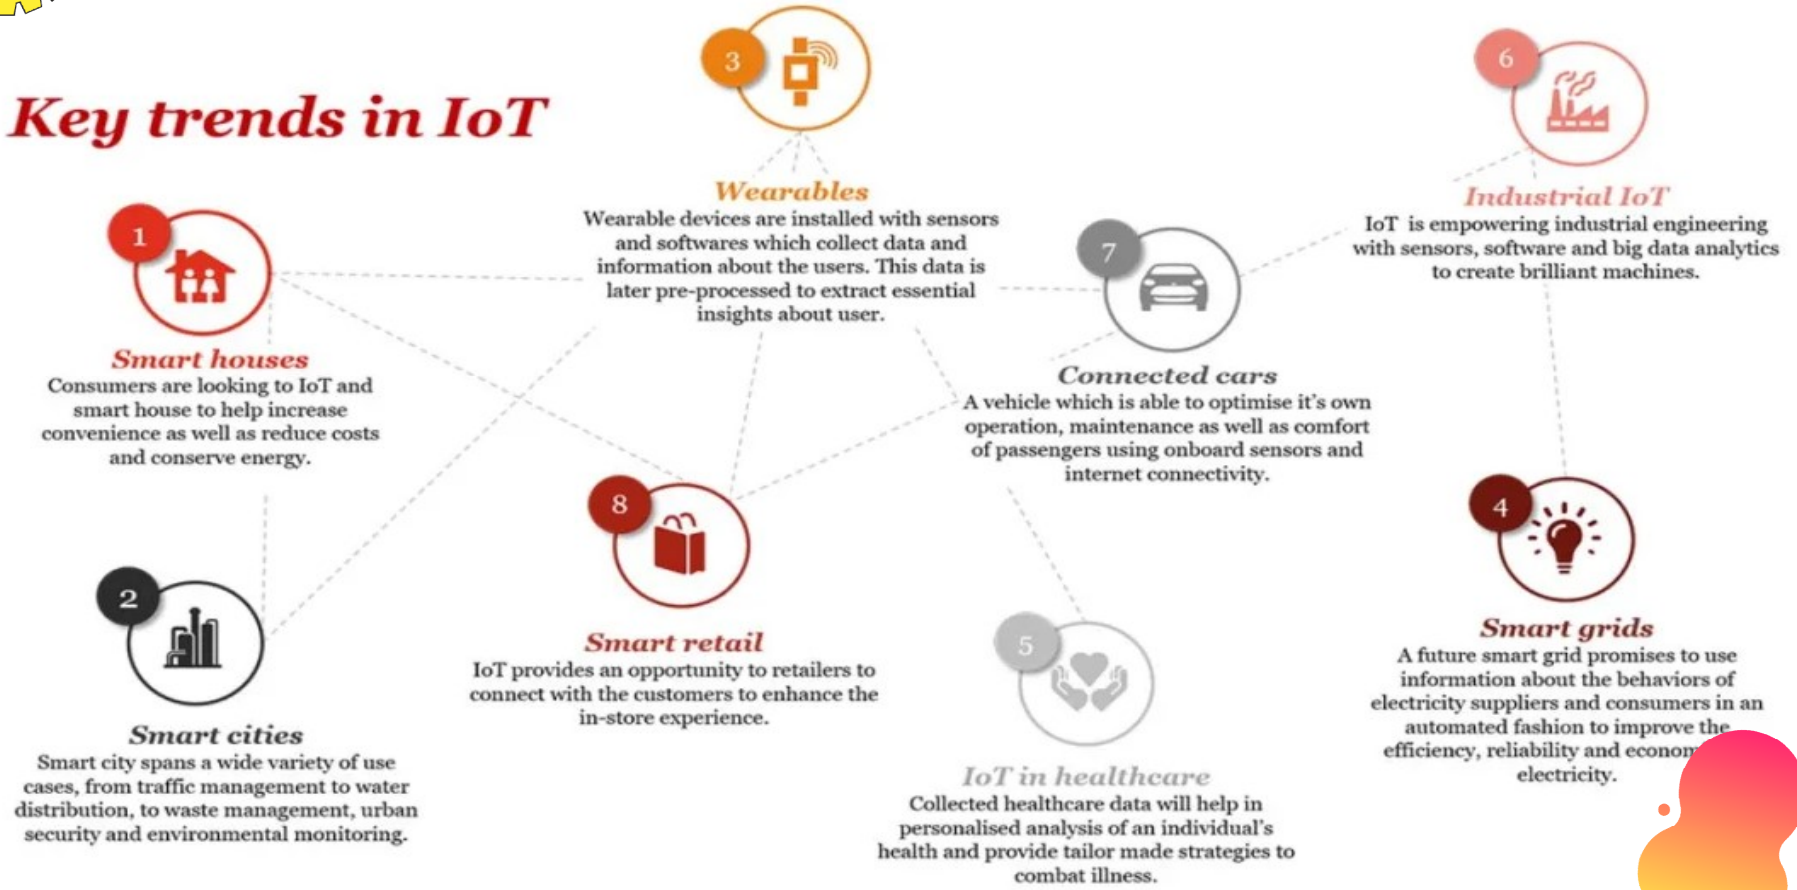 Key trends in IoT
1
Smart houses
Consumers are looking to IoT and
smart house to help increase
convenience as well as reduce costs
and conserve energy.
2
Smart cities
Smart city spans a wide variety of use
cases, from traffic management to water
distribution, to waste management, urban
security and environmental monitoring.
3
Wearables
Wearable devices are installed with sensors
and softwares which collect data and
information about the users. This data is
later pre-processed to extract essential
insights about user.
8
Smart retail
IoT provides an opportunity to retailers to
connect with the customers to enhance the
in-store experience.
7
Connected cars
A vehicle which is able to optimise it's own
operation, maintenance as well as comfort
of passengers using onboard sensors and
internet connectivity.
5
IoT in healthcare
Collected healthcare data will help in
personalised analysis of an individual's
health and provide tailor made strategies to
combat illness.
6
Industrial IoT
IoT is empowering industrial engineering
with sensors, software and big data analytics
to create brilliant machines.
4
Smart grids
A future smart grid promises to use
information about the behaviors of
electricity suppliers and consumers in an
automated fashion to improve the
efficiency, reliability and
electricity.